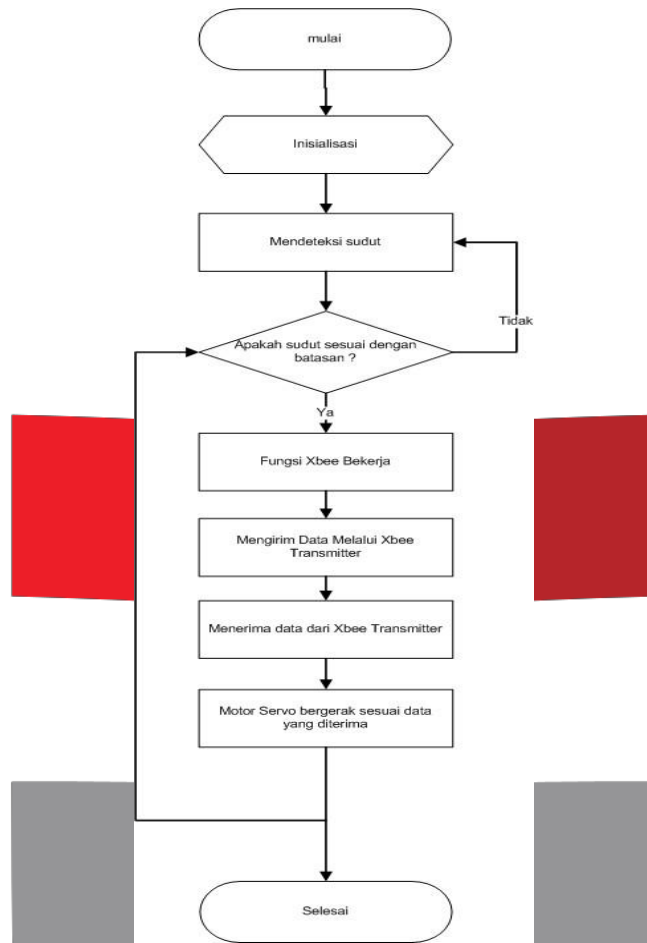 mulai
Inisialisasi
Mendeteksi sudut
Tidak
Apakah sudut sesuai dengan
batasan ?
Ya
Fungsi Xbee Bekerja
Mengirim Data Melalui Xbee
Transmitter
Menerima data dari Xbee Transmitter
Motor Servo bergerak sesuai data
yang diterima
Selesai